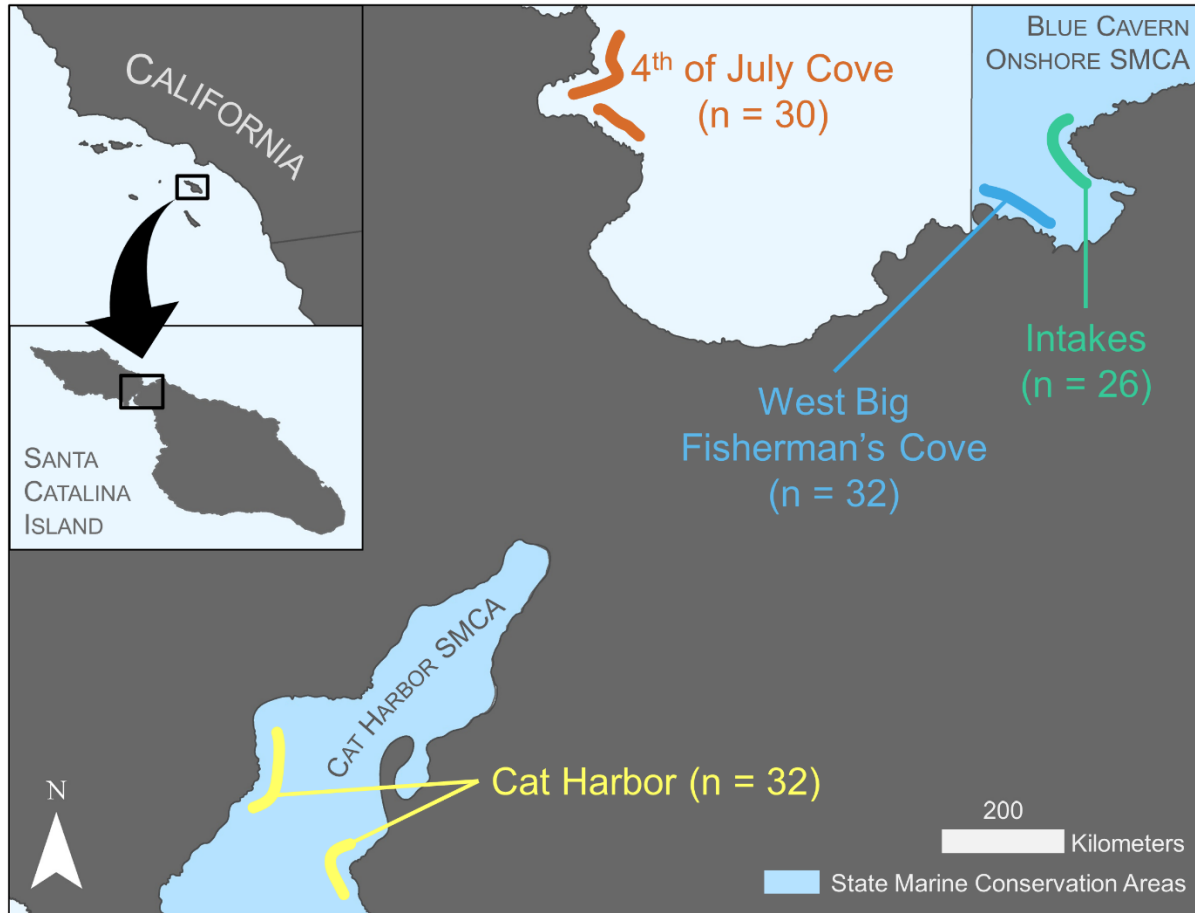 CALIFORNIA
SANTA
CATALINA
ISLAND
4th of July Cove
(n = 30)
BLUE CAVERN
ONSHORE SMCA
Intakes
(n = 26)
West Big
Fisherman's Cove
(n = 32)
CAT HARBOR SMCA
Cat Harbor (n = 32)
N
200
Kilometers
State Marine Conservation Areas